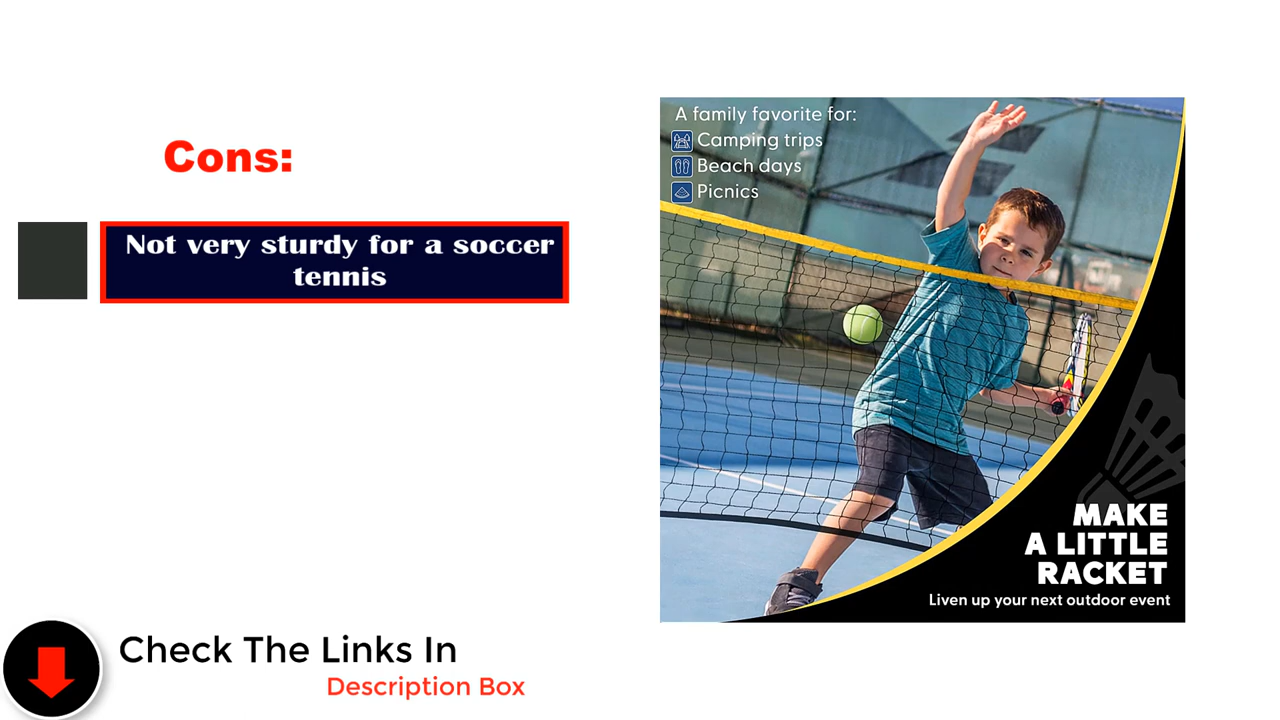 Cons:
Not very sturdy for a soccer
tennis
Check The Links In
Description Box
A family favorite for:
Camping trips
Beach days
Picnics
MAKE
A LITTLE
RACKET
Liven up your next outdoor event